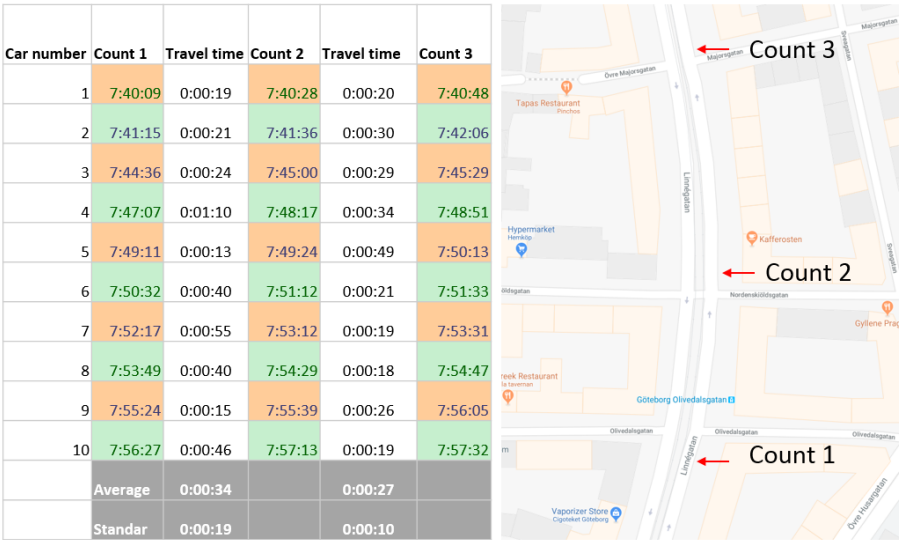 Car number Count 1 Travel time Count 2 Travel time Count 3
1 7:40:09 0:00:19 7:40:28 0:00:20 7:40:48
2 7:41:15 0:00:21 7:41:36 0:00:30 7:42:06
3 7:44:36 0:00:24 7:45:00 0:00:29 7:45:29
4 7:47:07 0:01:10 7:48:17 0:00:34 7:48:51
5 7:49:11 0:00:13 7:49:24 0:00:49 7:50:13
6 7:50:32 0:00:40 7:51:12 0:00:21 7:51:33
7 7:52:17 0:00:55 7:53:12 0:00:19 7:53:31
8 7:53:49 0:00:40 7:54:29 0:00:18 7:54:47
9 7:55:24 0:00:15 7:55:39 0:00:26 7:56:05
10 7:56:27 0:00:46 7:57:13 0:00:19 7:57:32
Average 0:00:34 0:00:27
Standar 0:00:19 0:00:10
Count 3
Majorsgatan
Majorsgatan
Sveagatan
Övre Majorsgatan
Tapas Restaurant
Pinchos
Linnégatan
Hypermarket
Hemköp
Kafferosten
Sveagatan
Count 2
öldsgatan
Nordenskiöldsgatan
Gyllene Prag
reek Restaurant
la tavernan
Göteborg Olivedalsgatan
Olivedalsgatan
Olivedalsgatan
Olivedalsgatan
m
Linnégatan
Count 1
Vaporizer Store
Cigoteket Göteborg
Övre Husargatan